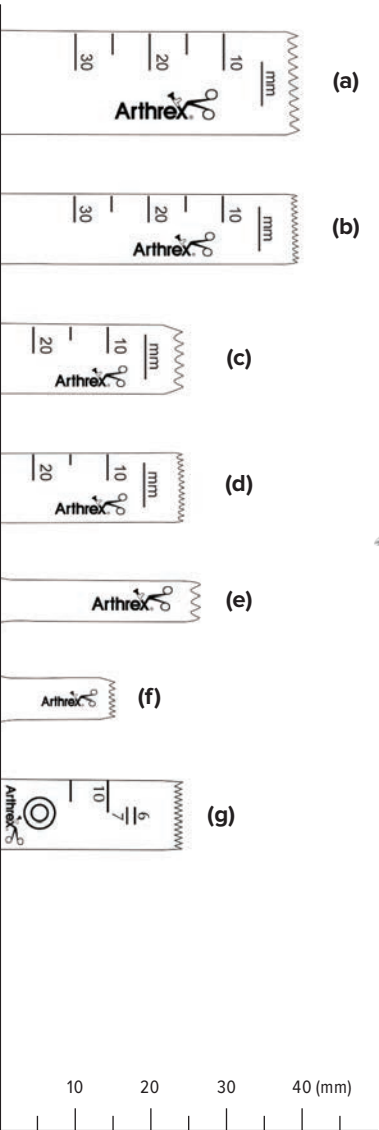 30 20 10 mm
Arthrex®
(a)
30 20 10 mm
Arthrex®
(b)
20 10 mm
Arthrex®
(c)
20 10 mm
Arthrex®
(d)
Arthrex®
(e)
Arthrex®
(f)
Arthrex
10
6
7
(g)
10 20 30 40 (mm)